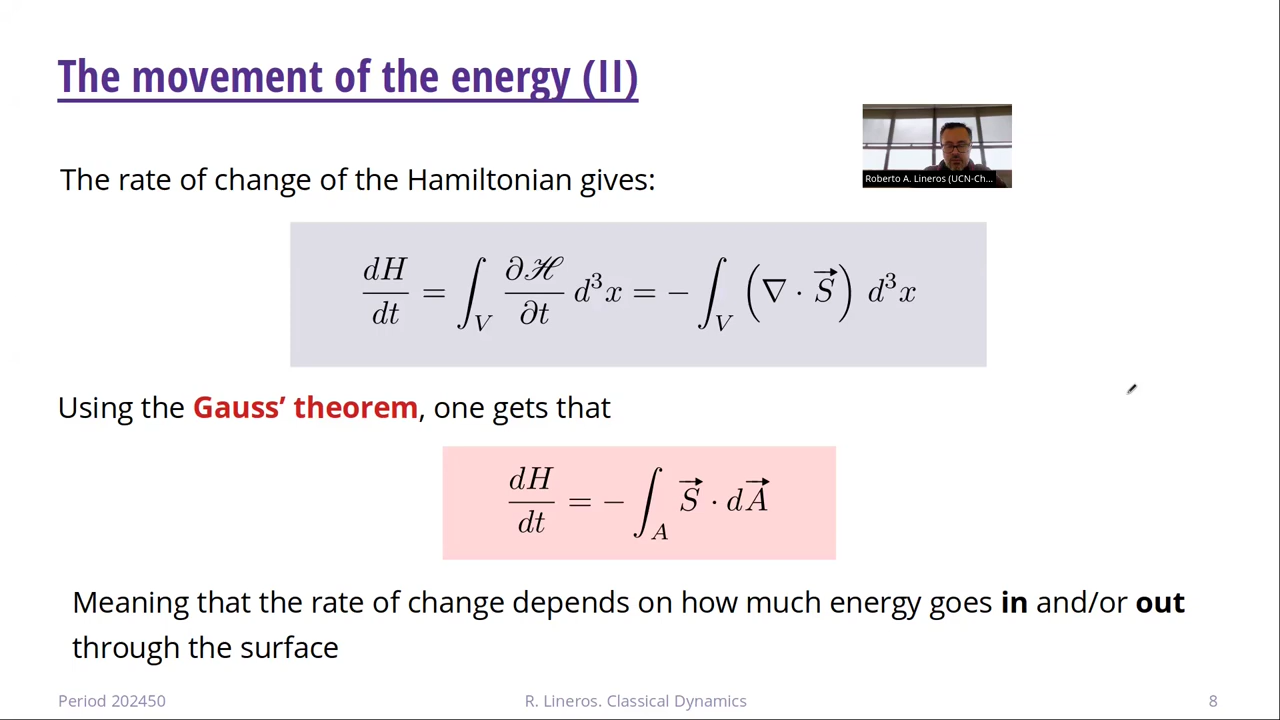 The movement of the energy (II)
Roberto A. Lineros (UCN-Ch...
The rate of change of the Hamiltonian gives:
dH/dt = ∫_V ∂ℋ/∂t d³x = − ∫_V (∇ · S⃗) d³x
Using the Gauss’ theorem, one gets that
dH/dt = − ∫_A S⃗ · dA⃗
Meaning that the rate of change depends on how much energy goes in and/or out
through the surface
Period 202450
R. Lineros. Classical Dynamics
8